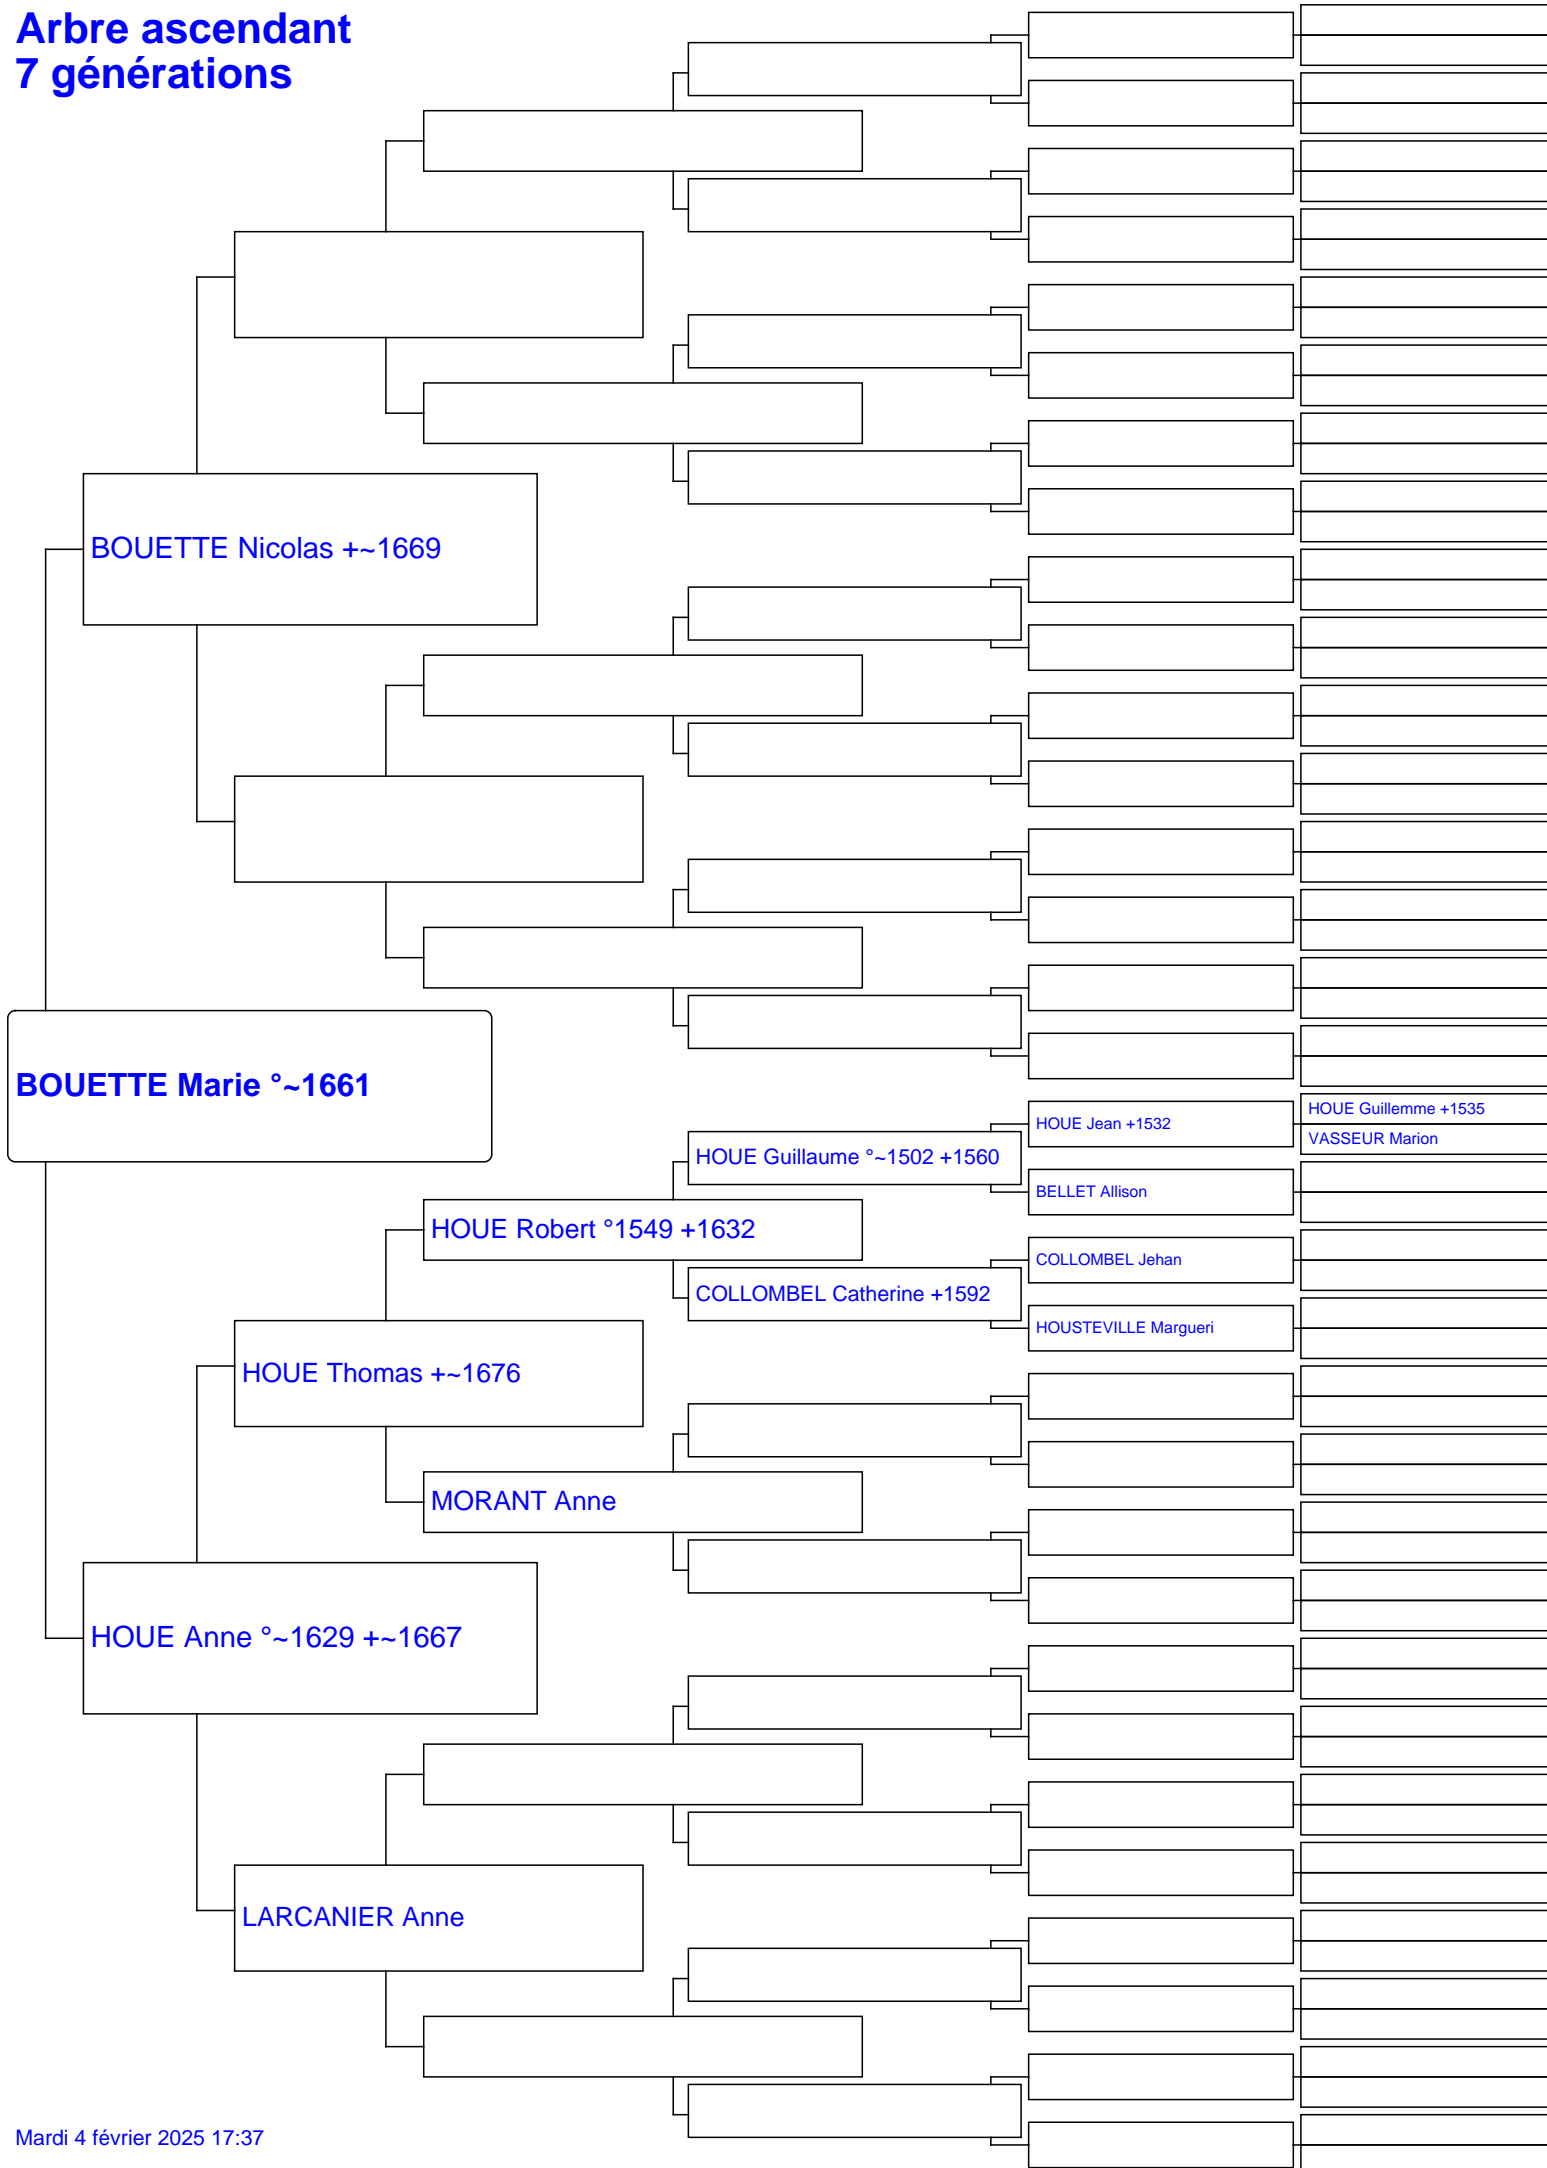 Arbre ascendant
7 générations
BOUETTE Nicolas +~1669
BOUETTE Marie °~1661
HOUE Guillemme +1535
HOUE Jean +1532
VASSEUR Marion
HOUE Guillaume °~1502 +1560
BELLET Allison
HOUE Robert °1549 +1632
COLLOMBEL Jehan
COLLOMBEL Catherine +1592
HOUSTEVILLE Margueri
HOUE Thomas +~1676
MORANT Anne
HOUE Anne °~1629 +~1667
LARCANIER Anne
Mardi 4 février 2025 17:37